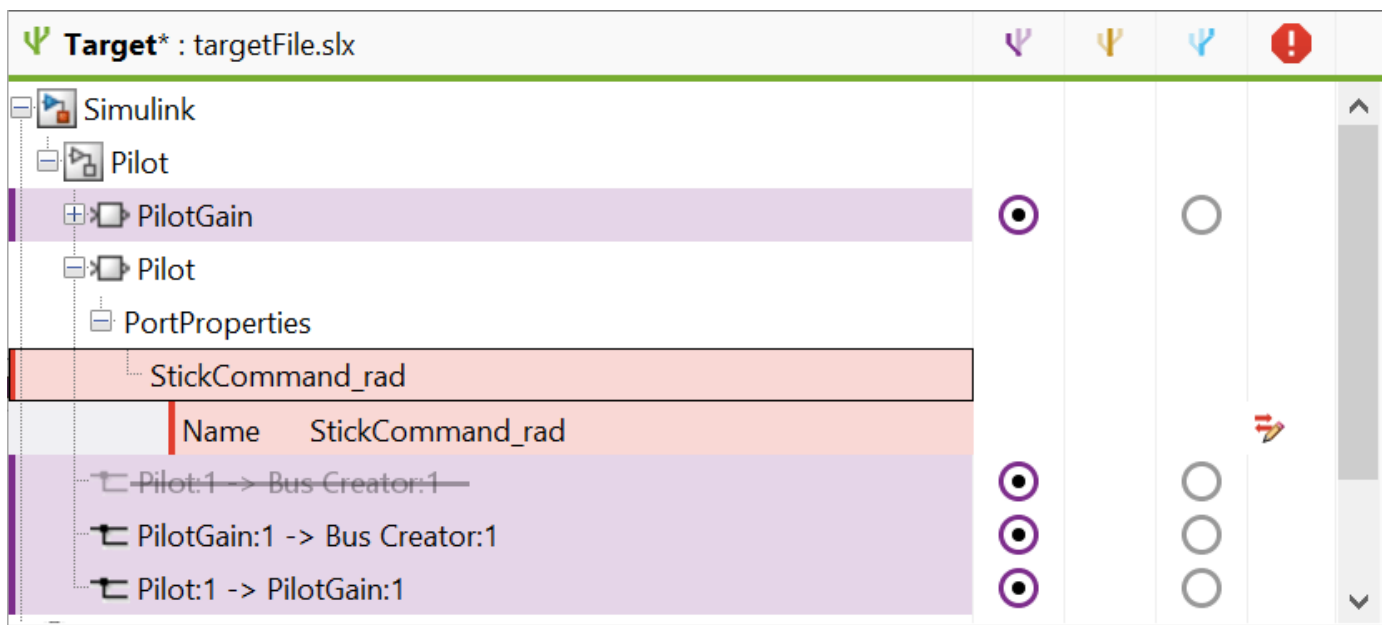 Target* : targetFile.slx
Simulink
Pilot
PilotGain
Pilot
PortProperties
StickCommand_rad
Name StickCommand_rad
Pilot:1 -> Bus Creator:1
PilotGain:1 -> Bus Creator:1
Pilot:1 -> PilotGain:1